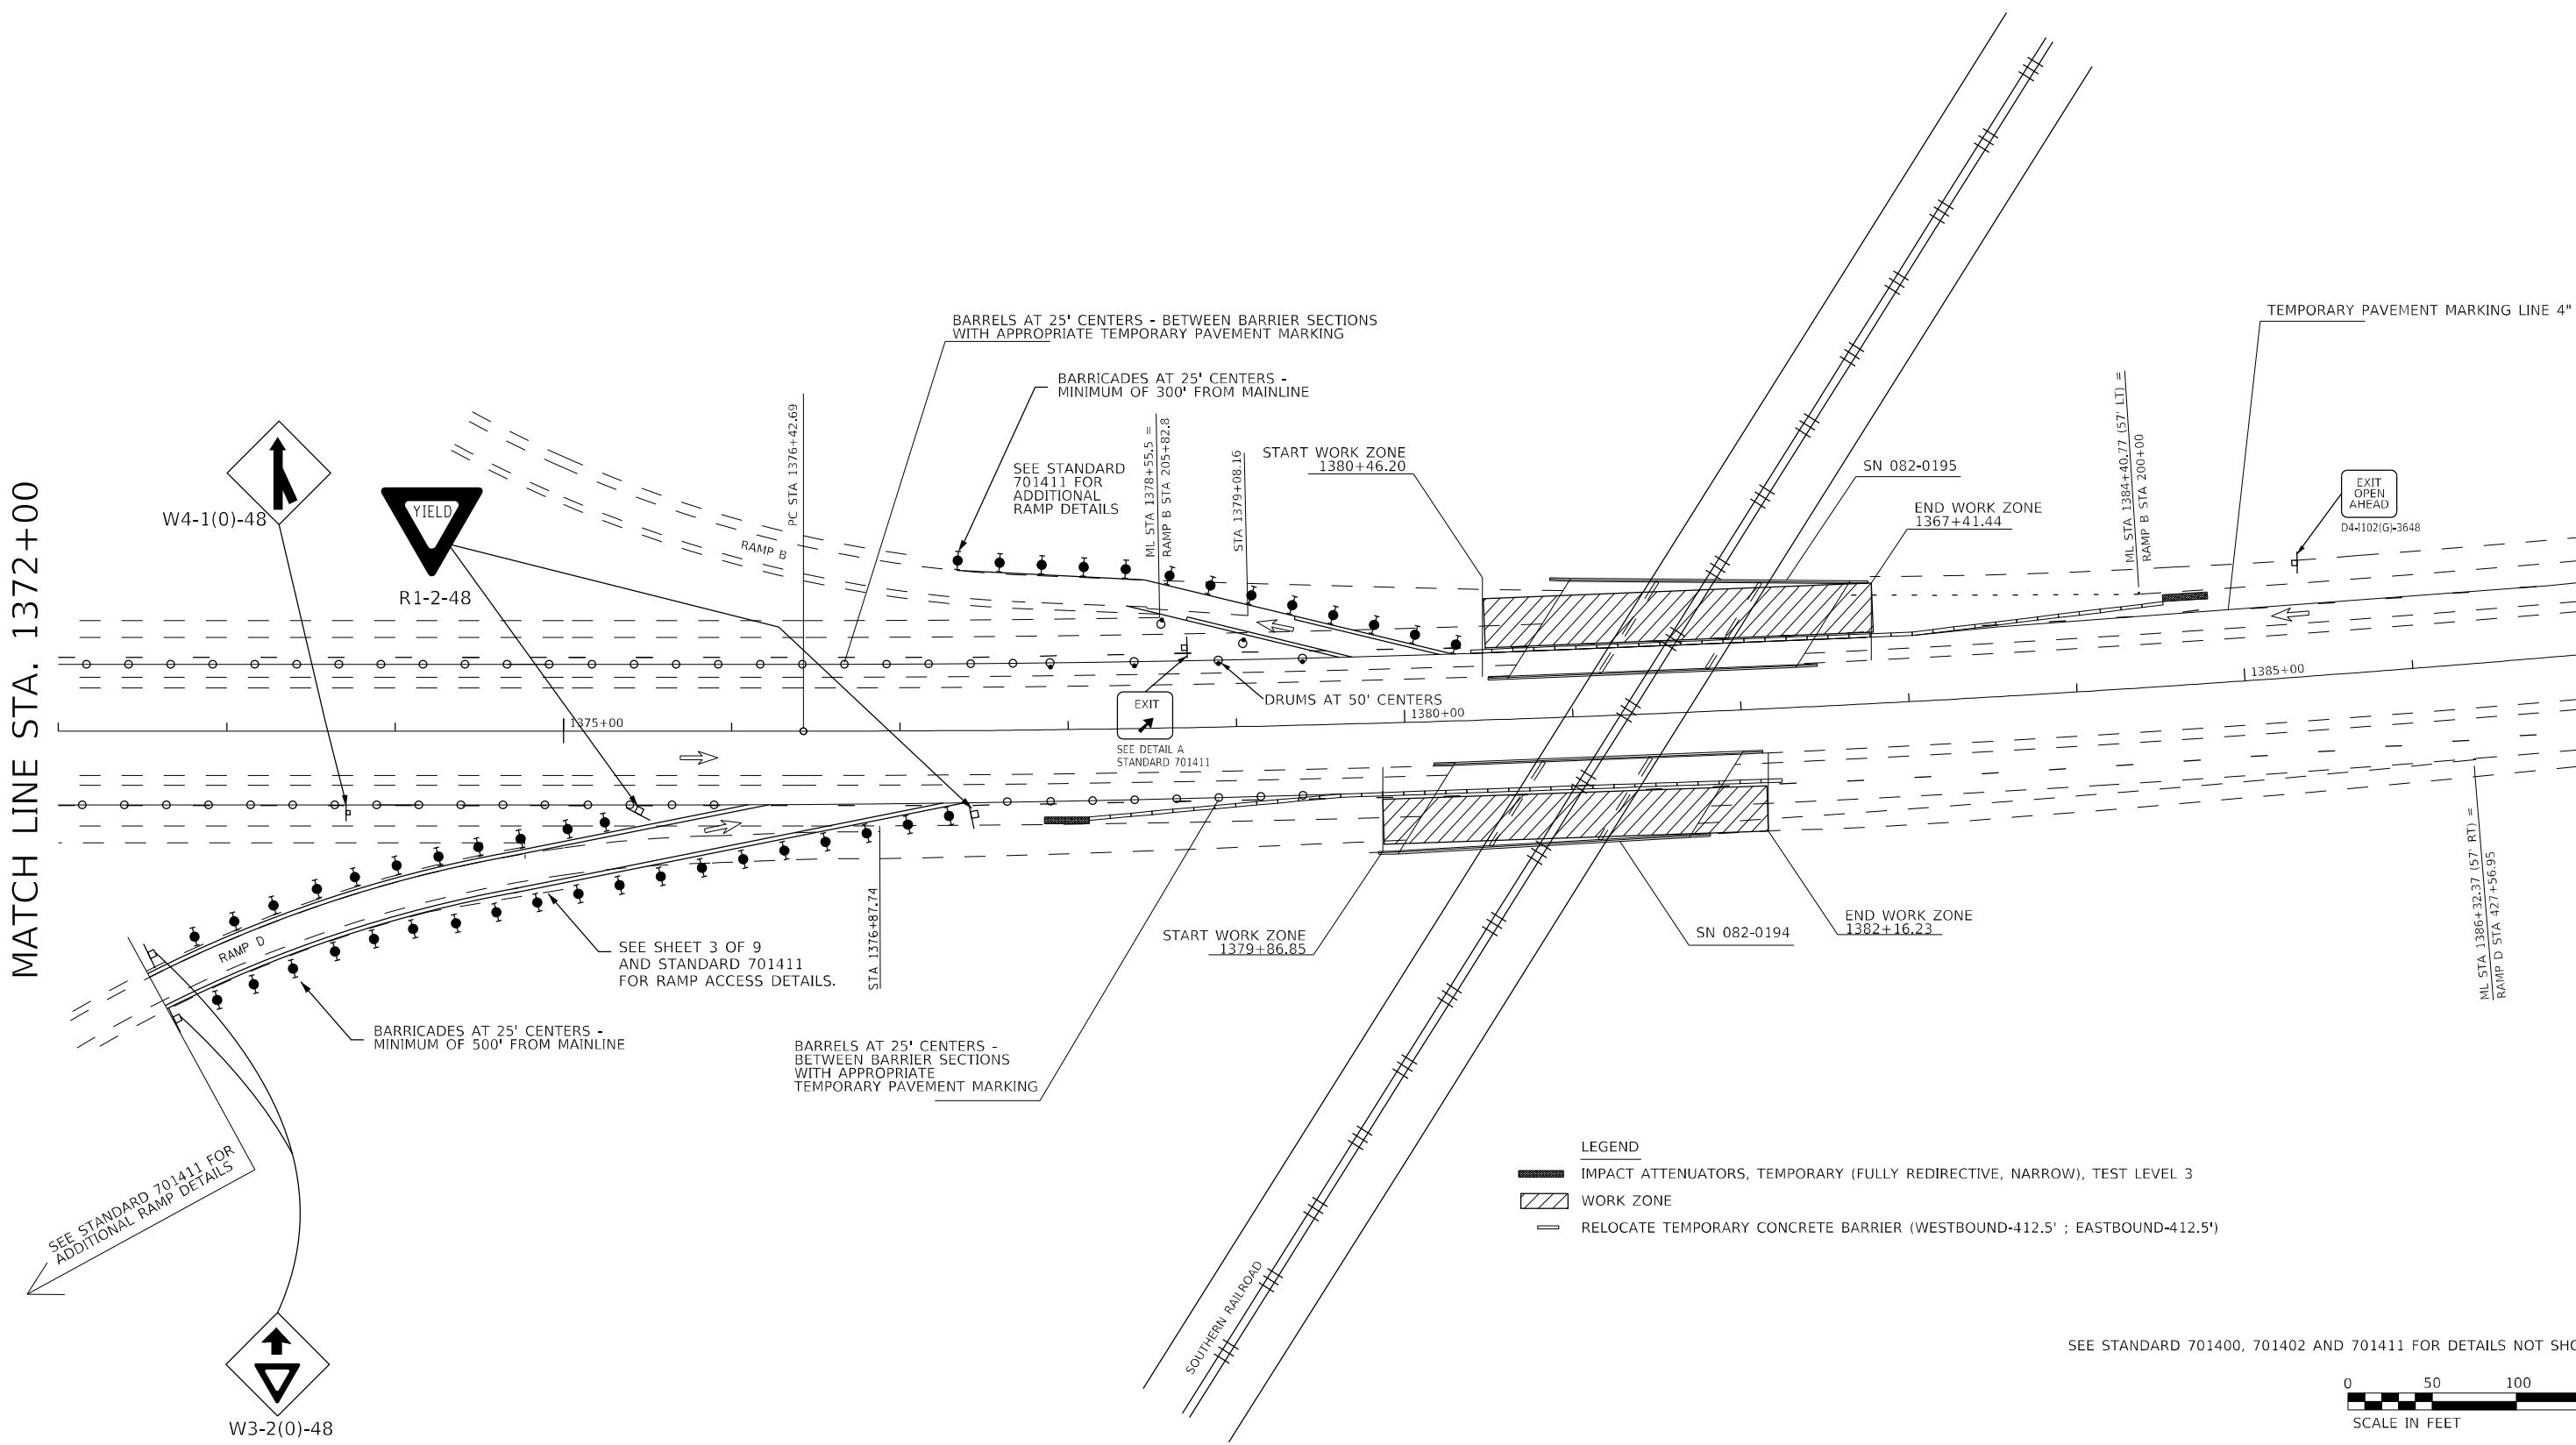 MATCH LINE STA. 1372+00
W4-1(0)-48
YIELD
R1-2-48
BARRELS AT 25' CENTERS - BETWEEN BARRIER SECTIONS
WITH APPROPRIATE TEMPORARY PAVEMENT MARKING
BARRICADES AT 25' CENTERS -
MINIMUM OF 300' FROM MAINLINE
SEE STANDARD
701411 FOR
ADDITIONAL
RAMP DETAILS
PC STA 1376+42.69
RAMP B
ML STA 1378+55.5 =
RAMP B STA 205+82.8
STA 1379+08.16
START WORK ZONE
1380+46.20
SN 082-0195
END WORK ZONE
1367+41.44
ML STA 1384+40.77 (57' LT) =
RAMP B STA 200+00
TEMPORARY PAVEMENT MARKING LINE 4"
EXIT
OPEN
AHEAD
D4-I102(G)-3648
EXIT
SEE DETAIL A
STANDARD 701411
DRUMS AT 50' CENTERS
1375+00
1380+00
1385+00
RAMP D
SEE SHEET 3 OF 9
AND STANDARD 701411
FOR RAMP ACCESS DETAILS.
STA 1376+87.74
BARRICADES AT 25' CENTERS -
MINIMUM OF 500' FROM MAINLINE
BARRELS AT 25' CENTERS -
BETWEEN BARRIER SECTIONS
WITH APPROPRIATE
TEMPORARY PAVEMENT MARKING
START WORK ZONE
1379+86.85
SN 082-0194
END WORK ZONE
1382+16.23
ML STA 1386+32.37 (57' RT) =
RAMP D STA 427+56.95
SEE STANDARD 701411 FOR
ADDITIONAL RAMP DETAILS
W3-2(0)-48
SOUTHERN RAILROAD
LEGEND
IMPACT ATTENUATORS, TEMPORARY (FULLY REDIRECTIVE, NARROW), TEST LEVEL 3
WORK ZONE
RELOCATE TEMPORARY CONCRETE BARRIER (WESTBOUND-412.5' ; EASTBOUND-412.5')
SEE STANDARD 701400, 701402 AND 701411 FOR DETAILS NOT
0 50 100
SCALE IN FEET